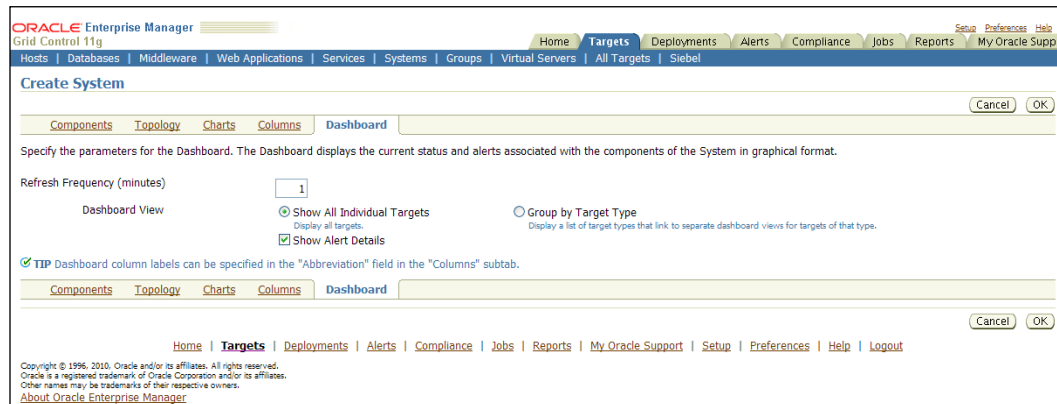 ORACLE Enterprise Manager
Grid Control 11g
Setup Preferences Help
Home Targets Deployments Alerts Compliance Jobs Reports My Oracle Supp
Hosts | Databases | Middleware | Web Applications | Services | Systems | Groups | Virtual Servers | All Targets | Siebel
Create System
Cancel OK
Components Topology Charts Columns Dashboard
Specify the parameters for the Dashboard. The Dashboard displays the current status and alerts associated with the components of the System in graphical format.
Refresh Frequency (minutes) 1
Dashboard View Show All Individual Targets Group by Target Type
Display all targets. Display a list of target types that link to separate dashboard views for targets of that type.
Show Alert Details
TIP Dashboard column labels can be specified in the "Abbreviation" field in the "Columns" subtab.
Components Topology Charts Columns Dashboard
Cancel OK
Home | Targets | Deployments | Alerts | Compliance | Jobs | Reports | My Oracle Support | Setup | Preferences | Help | Logout
Copyright © 1996, 2010, Oracle and/or its affiliates. All rights reserved.
Oracle is a registered trademark of Oracle Corporation and/or its affiliates.
Other names may be trademarks of their respective owners.
About Oracle Enterprise Manager